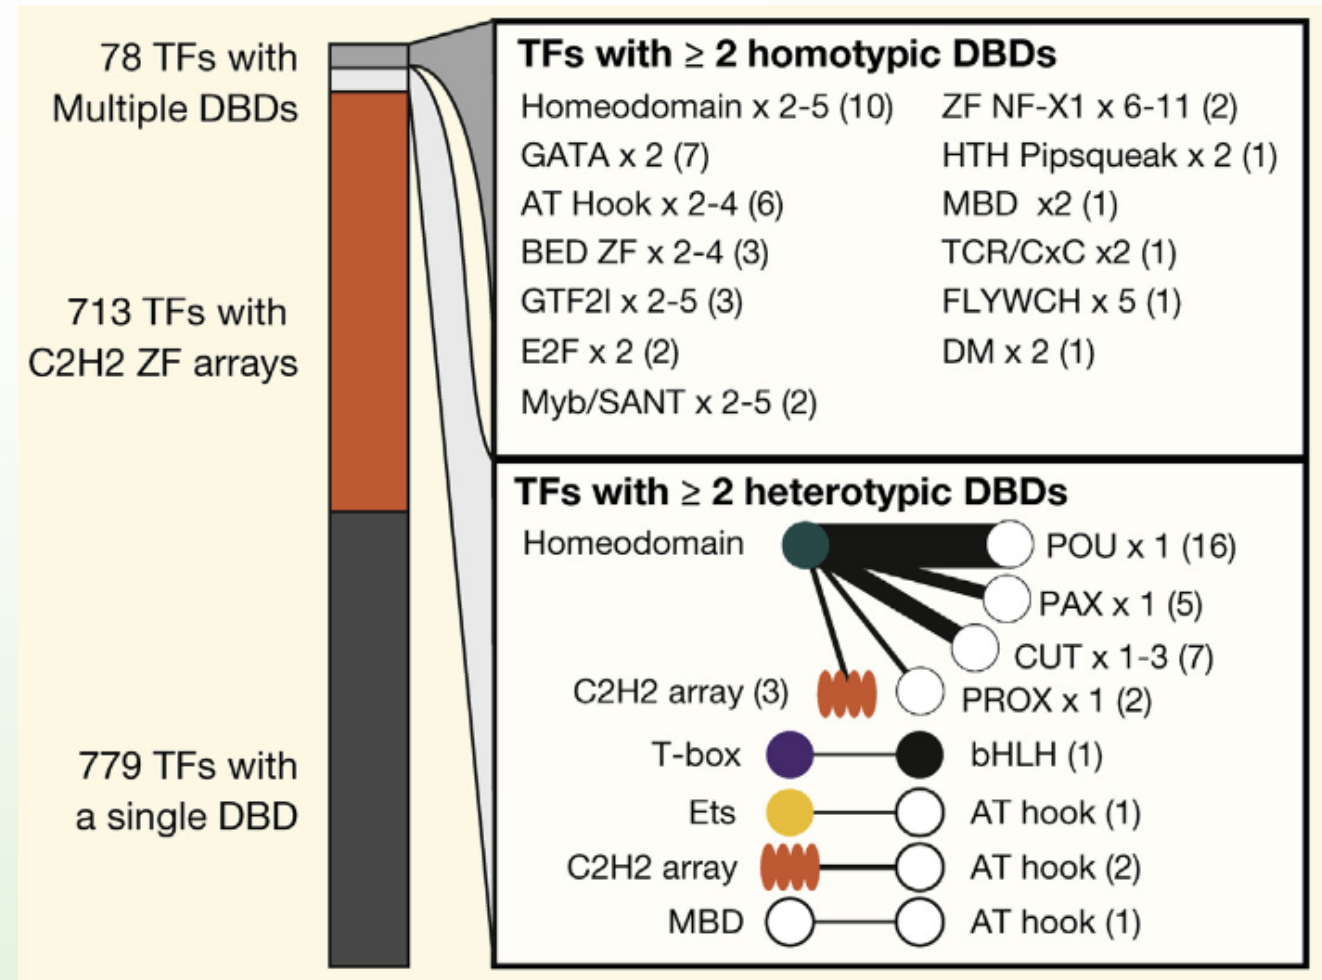 78 TFs with
Multiple DBDs
713 TFs with
C2H2 ZF arrays
779 TFs with
a single DBD
TFs with ≥ 2 homotypic DBDs
Homeodomain x 2-5 (10)
GATA x 2 (7)
AT Hook x 2-4 (6)
BED ZF x 2-4 (3)
GTF2I x 2-5 (3)
E2F x 2 (2)
Myb/SANT x 2-5 (2)
ZF NF-X1 x 6-11 (2)
HTH Pipsqueak x 2 (1)
MBD x2 (1)
TCR/CxC x2 (1)
FLYWCH x 5 (1)
DM x 2 (1)
TFs with ≥ 2 heterotypic DBDs
Homeodomain
POU x 1 (16)
PAX x 1 (5)
CUT x 1-3 (7)
C2H2 array (3)
PROX x 1 (2)
T-box
bHLH (1)
Ets
AT hook (1)
C2H2 array
AT hook (2)
MBD
AT hook (1)